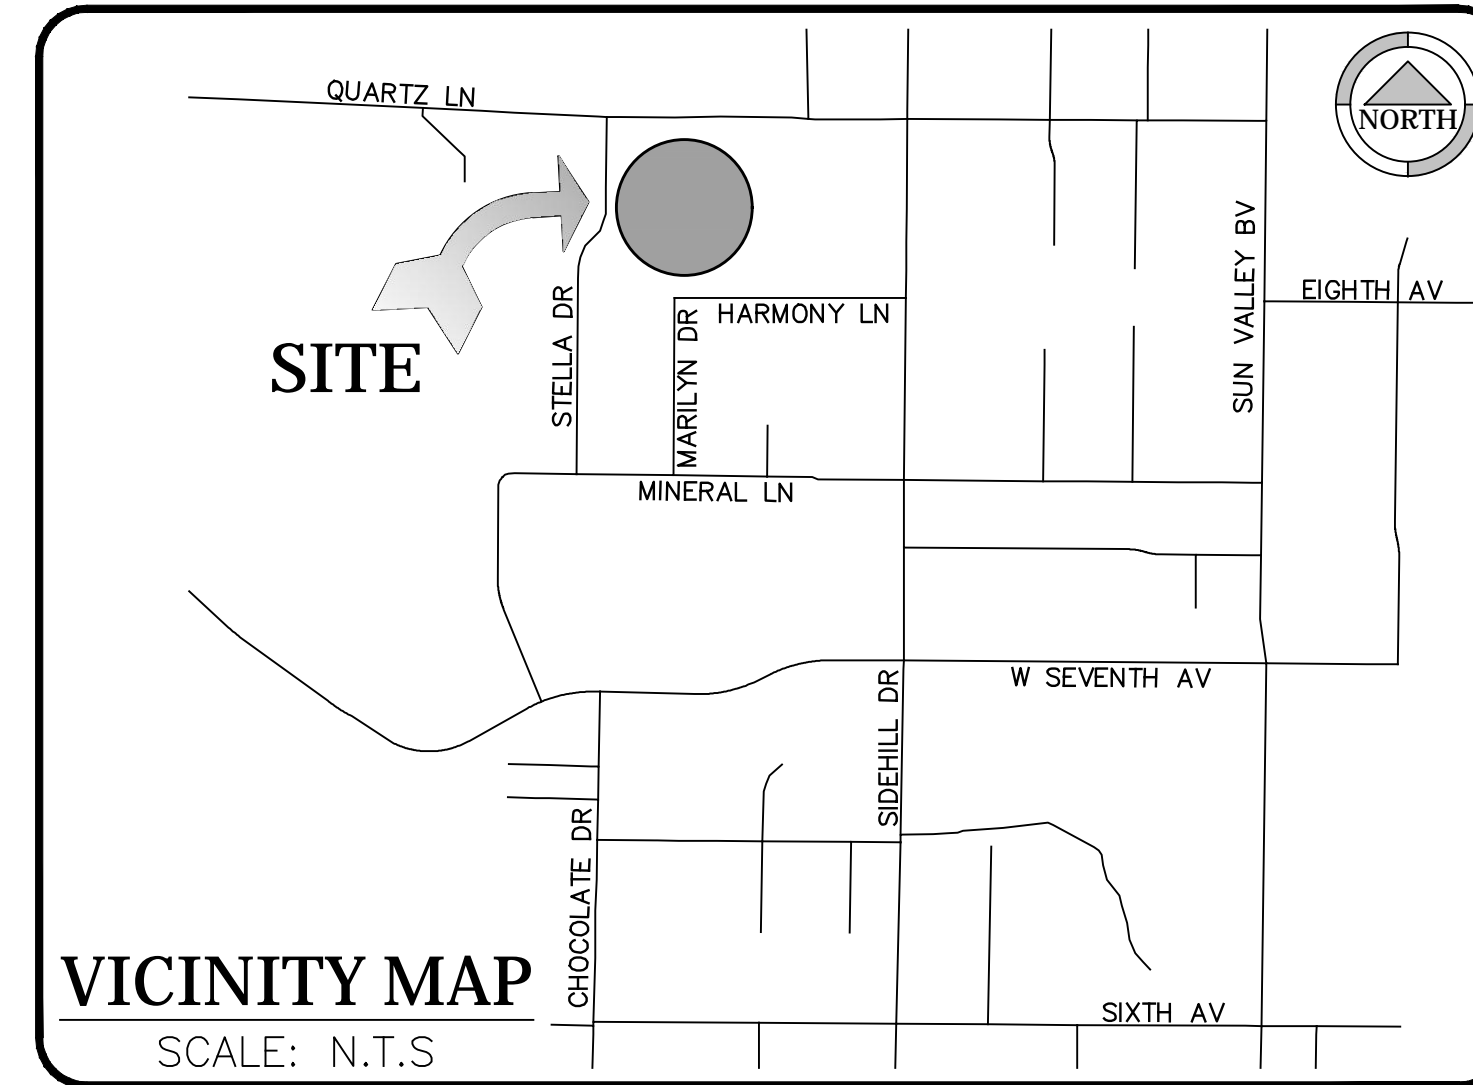 QUARTZ LN
NORTH
SUN VALLEY BV
EIGHTH AV
STELLA DR
HARMONY LN
MARILYN DR
SITE
MINERAL LN
W SEVENTH AV
SIDEHILL DR
CHOCOLATE DR
VICINITY MAP
SIXTH AV
SCALE: N.T.S